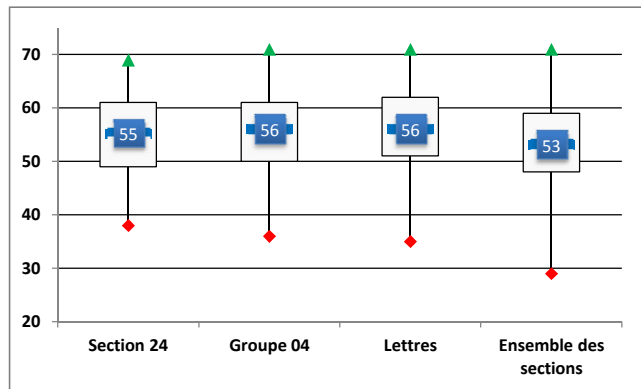 70
60
50
40
30
20
55
56
56
53
Section 24
Groupe 04
Lettres
Ensemble des
sections